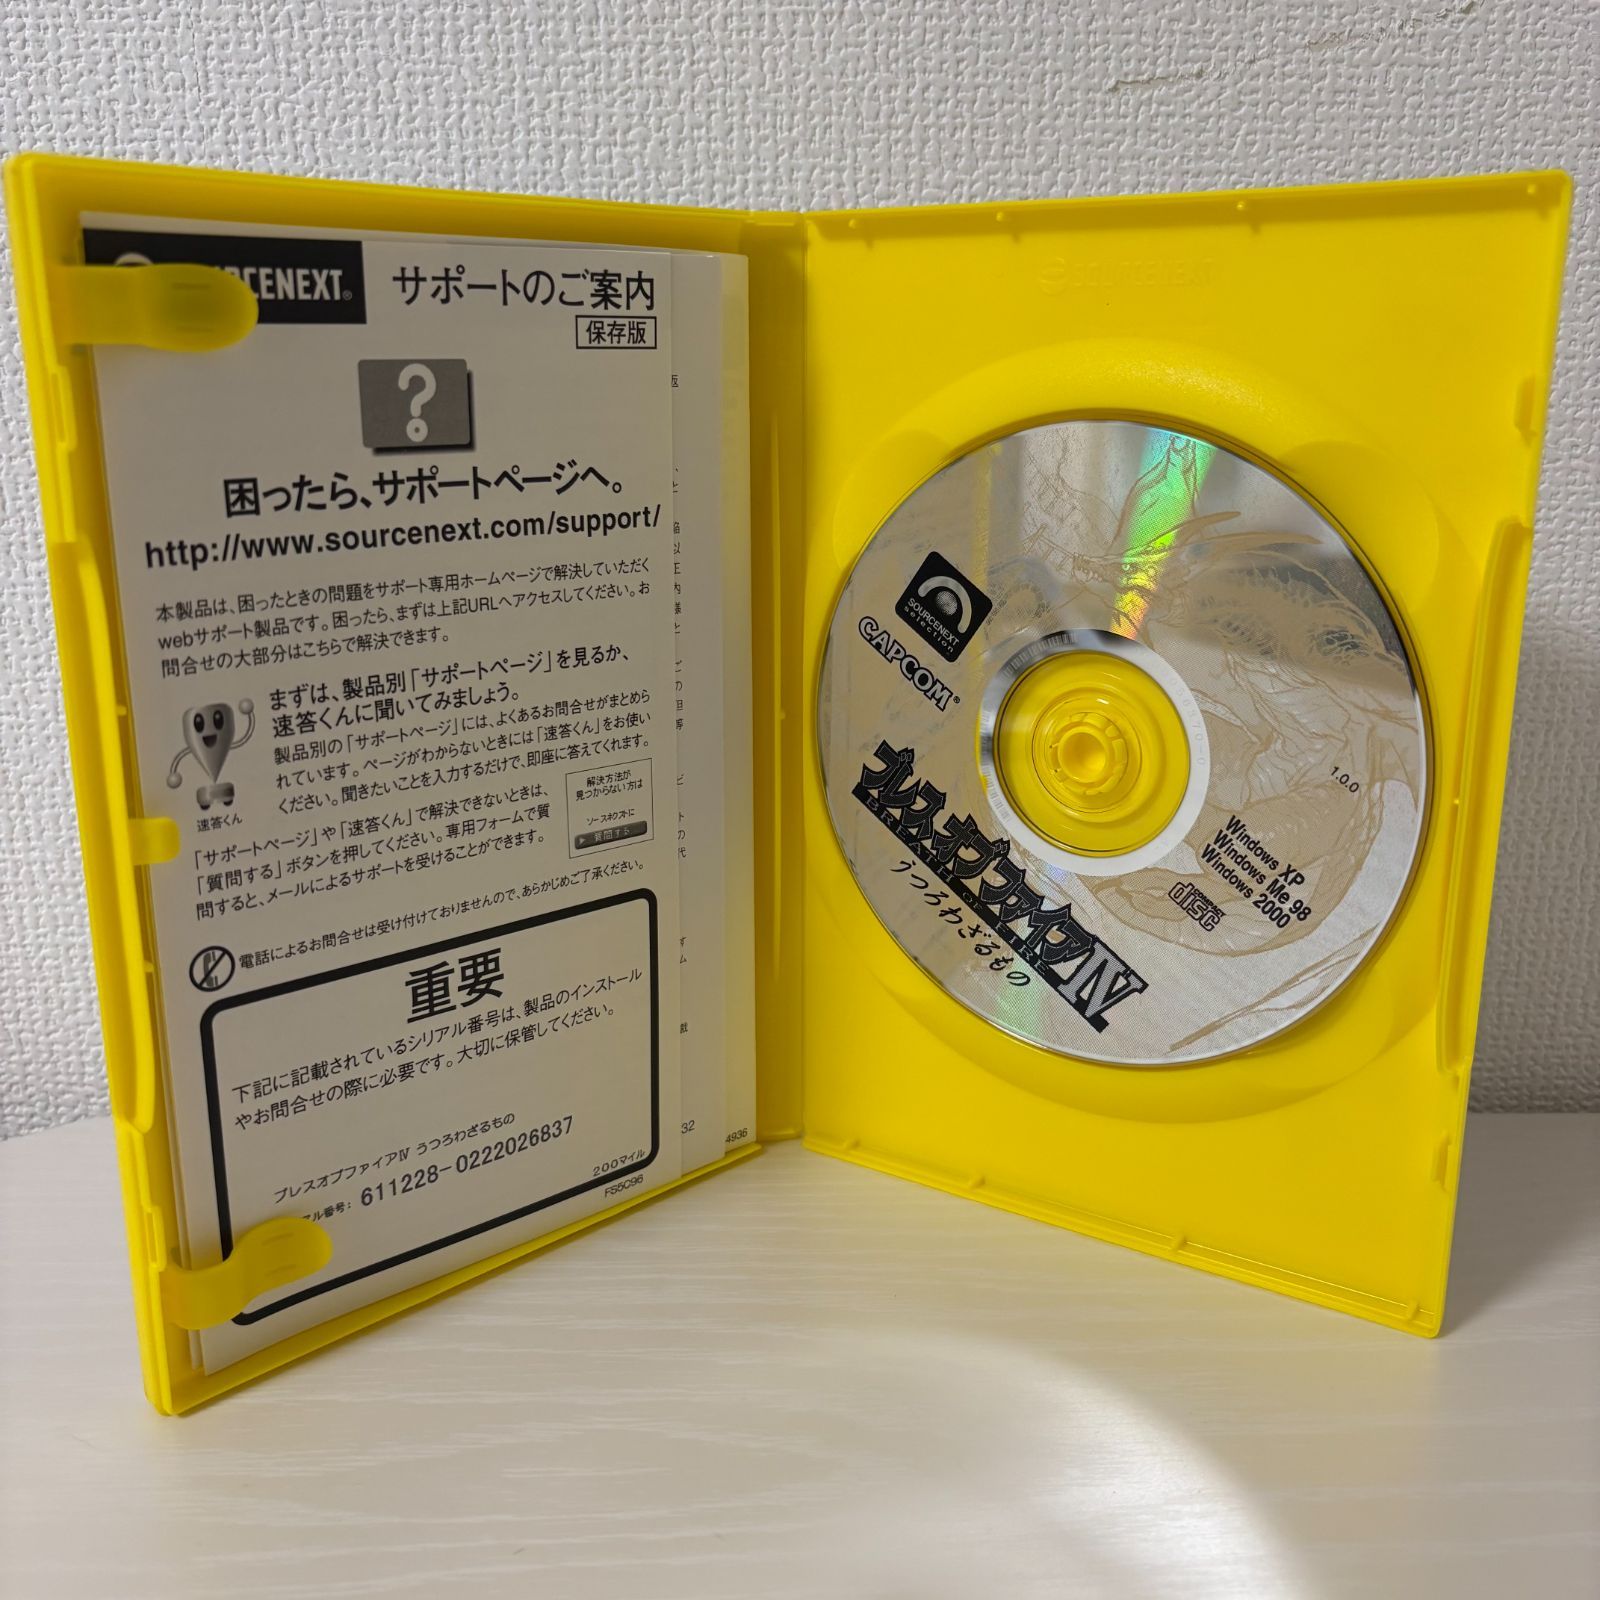 サポートのご案内
保存版
?
困ったら、サポートページへ。
http://www.sourcenext.com/support/
本製品は、困ったときの問題をサポート専用ホームページで解決していただく
webサポート製品です。困ったら、まずは上記URLへアクセスしてください。お
問合せの大部分はこちらで解決できます。
まずは、製品別「サポートページ」を見るか、
速答くんに聞いてみましょう。
製品別の「サポートページ」には、よくあるお問合せがまとめら
れています。ページがわからないときには「速答くん」をお使い
ください。聞きたいことを入力するだけで、即座に答えてくれます。
速答くん
「サポートページ」や「速答くん」で解決できないときは、
「質問する」ボタンを押してください。専用フォームで質
問すると、メールによるサポートを受けることができます。
解決方法が
見つからない方は
ソースネクストに
質問する
電話によるお問合せは受け付けておりませんので、あらかじめご了承ください。
重要
下記に記載されているシリアル番号は、製品のインストール
やお問合せの際に必要です。大切に保管してください。
ブレスオブファイアⅣ うつろわざるもの
アル番号: 611228-0222026837
200マイル
FS5C96
32
4936
SOURCENEXT
SOURCENEXT
selection
CAPCOM
ブレス オブ ファイア IV
BREATH OF FIRE
うつろわざるもの
1.0.0
Windows XP
Windows Me 98
Windows 2000
COMPACT
disc